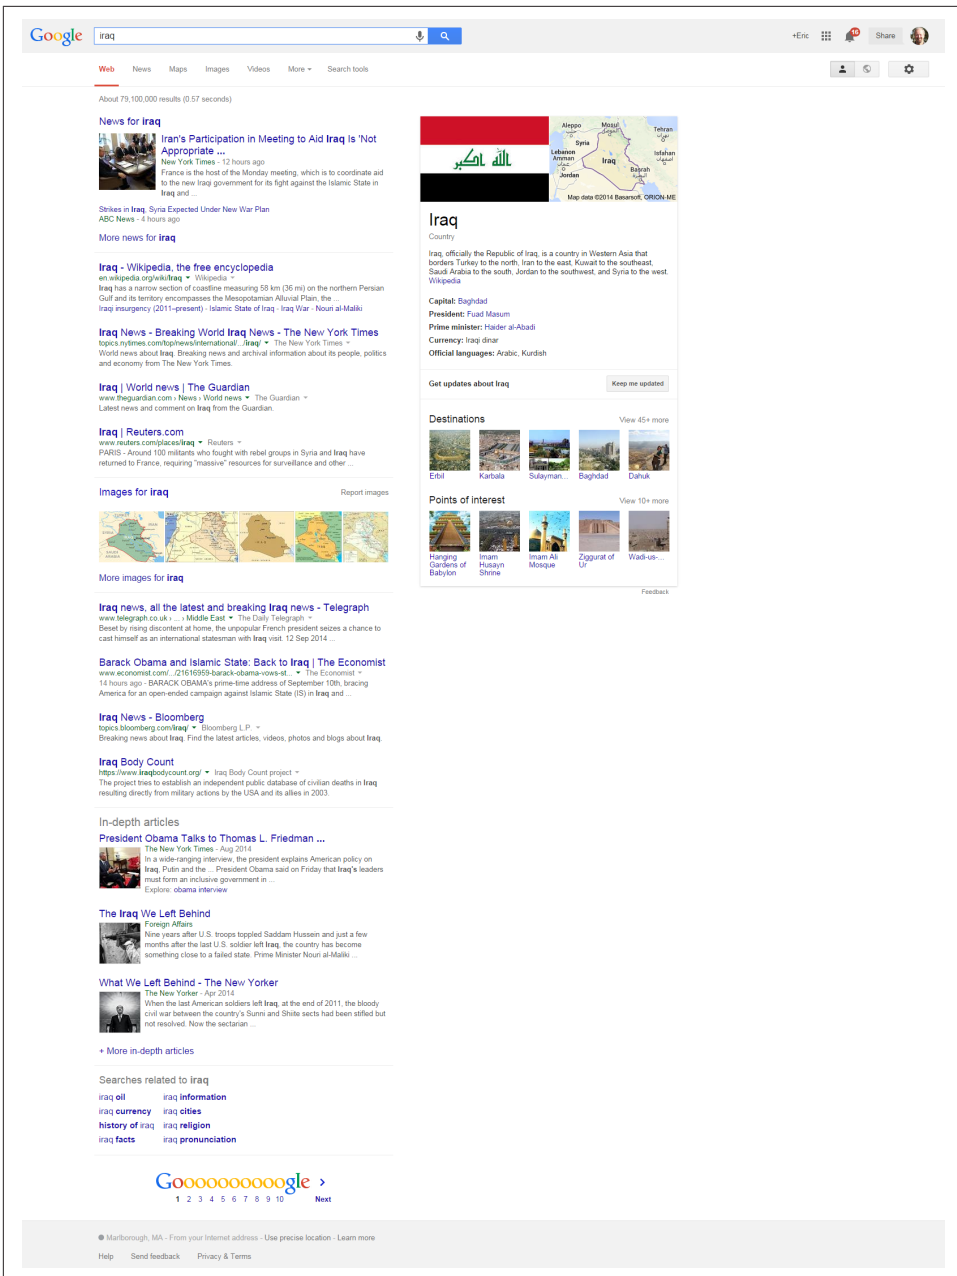 Google
iraq
+Eric
16
Share
Web News Maps Images Videos More Search tools
About 79,100,000 results (0.57 seconds)
News for iraq
Iran's Participation in Meeting to Aid Iraq Is 'Not
Appropriate ...
New York Times - 12 hours ago
France is the host of the Monday meeting, which is to coordinate aid
to the new Iraqi government for its fight against the Islamic State in
Iraq and ...
Strikes in Iraq, Syria Expected Under New War Plan
ABC News - 4 hours ago
More news for iraq
Iraq - Wikipedia, the free encyclopedia
en.wikipedia.org/wiki/Iraq Wikipedia
Iraq has a narrow section of coastline measuring 58 km (36 mi) on the northern Persian
Gulf and its territory encompasses the Mesopotamian Alluvial Plain, the ...
Iraqi insurgency (2011–present) - Islamic State of Iraq - Iraq War - Nouri al-Maliki
Iraq News - Breaking World Iraq News - The New York Times
topics.nytimes.com/top/news/international/.../iraq/ The New York Times
World news about Iraq. Breaking news and archival information about its people, politics
and economy from The New York Times.
Iraq | World news | The Guardian
www.theguardian.com › News › World news The Guardian
Latest news and comment on Iraq from the Guardian.
Iraq | Reuters.com
www.reuters.com/places/iraq Reuters
PARIS - Around 100 militants who fought with rebel groups in Syria and Iraq have
returned to France, requiring "massive" resources for surveillance and other ...
Images for iraq
Report images
More images for iraq
Iraq news, all the latest and breaking Iraq news - Telegraph
www.telegraph.co.uk › ... › Middle East The Daily Telegraph
Beset by rising discontent at home, the unpopular French president seizes a chance to
cast himself as an international statesman with Iraq visit. 12 Sep 2014 ...
Barack Obama and Islamic State: Back to Iraq | The Economist
www.economist.com/.../21616959-barack-obama-vows-st... The Economist
14 hours ago - BARACK OBAMA's prime-time address of September 10th, bracing
America for an open-ended campaign against Islamic State (IS) in Iraq and ...
Iraq News - Bloomberg
topics.bloomberg.com/iraq/ Bloomberg L.P.
Breaking news about Iraq. Find the latest articles, videos, photos and blogs about Iraq.
Iraq Body Count
https://www.iraqbodycount.org/ Iraq Body Count project
The project tries to establish an independent public database of civilian deaths in Iraq
resulting directly from military actions by the USA and its allies in 2003.
In-depth articles
President Obama Talks to Thomas L. Friedman ...
The New York Times - Aug 2014
In a wide-ranging interview, the president explains American policy on
Iraq, Putin and the ... President Obama said on Friday that Iraq's leaders
must form an inclusive government in ...
Explore: obama interview
The Iraq We Left Behind
Foreign Affairs
Nine years after U.S. troops toppled Saddam Hussein and just a few
months after the last U.S. soldier left Iraq, the country has become
something close to a failed state. Prime Minister Nouri al-Maliki ...
What We Left Behind - The New Yorker
The New Yorker - Apr 2014
When the last American soldiers left Iraq, at the end of 2011, the bloody
civil war between the country's Sunni and Shiite sects had been stifled but
not resolved. Now the sectarian ...
+ More in-depth articles
Searches related to iraq
iraq oil iraq information
iraq currency iraq cities
history of iraq iraq religion
iraq facts iraq pronunciation
الله اكبر
Aleppo
Mosul
الموصل
Tehran
تهران
Syria
Lebanon
Amman
عمان
Iraq
Isfahan
اصفهان
Basrah
البصرة
Jordan
Map data ©2014 Basarsoft, ORION-ME
Iraq
Country
Iraq, officially the Republic of Iraq, is a country in Western Asia that
borders Turkey to the north, Iran to the east, Kuwait to the southeast,
Saudi Arabia to the south, Jordan to the southwest, and Syria to the west.
Wikipedia
Capital: Baghdad
President: Fuad Masum
Prime minister: Haider al-Abadi
Currency: Iraqi dinar
Official languages: Arabic, Kurdish
Get updates about Iraq Keep me updated
Destinations View 45+ more
Erbil Karbala Sulayman... Baghdad Dahuk
Points of interest View 10+ more
Hanging Imam Imam Ali Ziggurat of Wadi-us-...
Gardens of Husayn Mosque Ur
Babylon Shrine
Feedback
Goooooooooogle
1 2 3 4 5 6 7 8 9 10 Next
Marlborough, MA - From your Internet address - Use precise location - Learn more
Help Send feedback Privacy & Terms